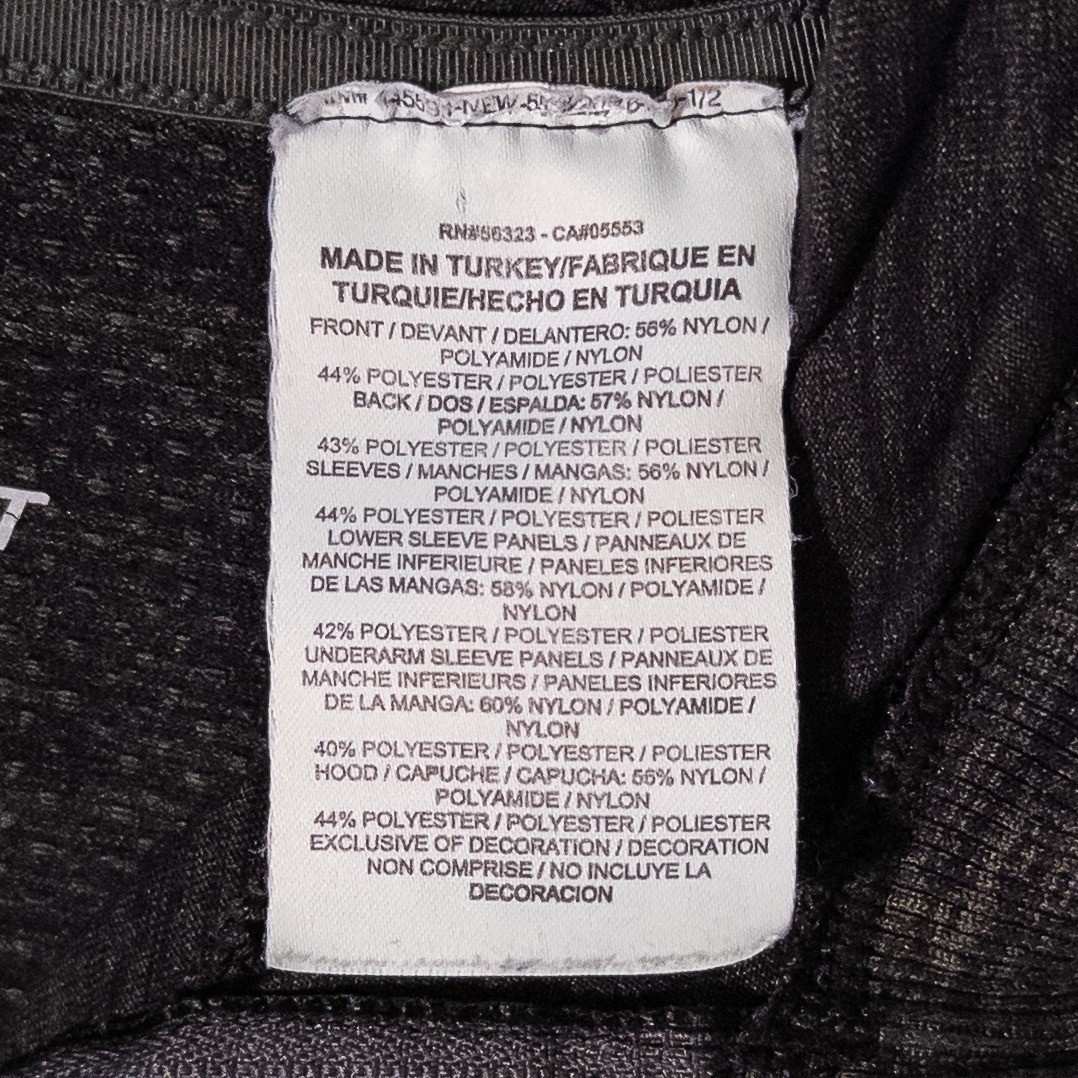 -1/2
RN#56323 - CA#05553
MADE IN TURKEY/FABRIQUE EN
TURQUIE/HECHO EN TURQUIA
FRONT / DEVANT / DELANTERO: 56% NYLON /
POLYAMIDE / NYLON
44% POLYESTER / POLYESTER / POLIESTER
BACK / DOS / ESPALDA: 57% NYLON /
POLYAMIDE / NYLON
43% POLYESTER / POLYESTER / POLIESTER
SLEEVES / MANCHES / MANGAS: 56% NYLON /
POLYAMIDE / NYLON
44% POLYESTER / POLYESTER / POLIESTER
LOWER SLEEVE PANELS / PANNEAUX DE
MANCHE INFERIEURE / PANELES INFERIORES
DE LAS MANGAS: 58% NYLON / POLYAMIDE /
NYLON
42% POLYESTER / POLYESTER / POLIESTER
UNDERARM SLEEVE PANELS / PANNEAUX DE
MANCHE INFERIEURS / PANELES INFERIORES
DE LA MANGA: 60% NYLON / POLYAMIDE /
NYLON
40% POLYESTER / POLYESTER / POLIESTER
HOOD / CAPUCHE / CAPUCHA: 56% NYLON /
POLYAMIDE / NYLON
44% POLYESTER / POLYESTER / POLIESTER
EXCLUSIVE OF DECORATION / DECORATION
NON COMPRISE / NO INCLUYE LA
DECORACION